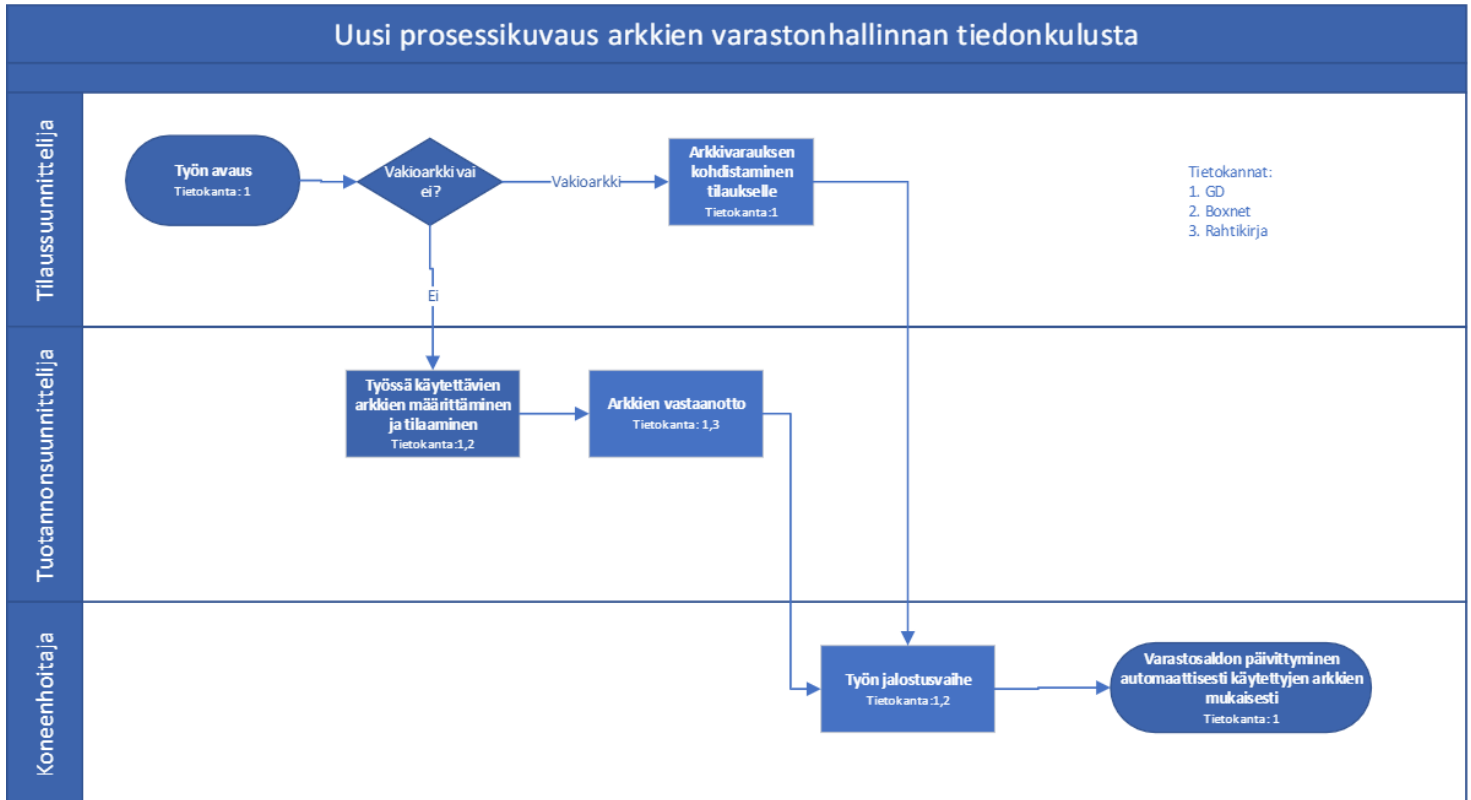 Uusi prosessikuvaus arkkien varastonhallinnan tiedonkulusta
Tilaussuunnittelija
Työn avaus
Tietokanta: 1
Vakioarkki vai
ei?
Vakioarkki
Arkkivarauksen
kohdistaminen
tilaukselle
Tietokanta:1
Tietokannat:
1. GD
2. Boxnet
3. Rahtikirja
Ei
Tuotannonsuunnittelija
Työssä käytettävien
arkkien määrittäminen
ja tilaaminen
Tietokanta:1,2
Arkkien vastaanotto
Tietokanta: 1,3
Koneenhoitaja
Työn jalostusvaihe
Tietokanta:1,2
Varastosaldon päivittyminen
automaattisesti käytettyjen arkkien
mukaisesti
Tietokanta: 1